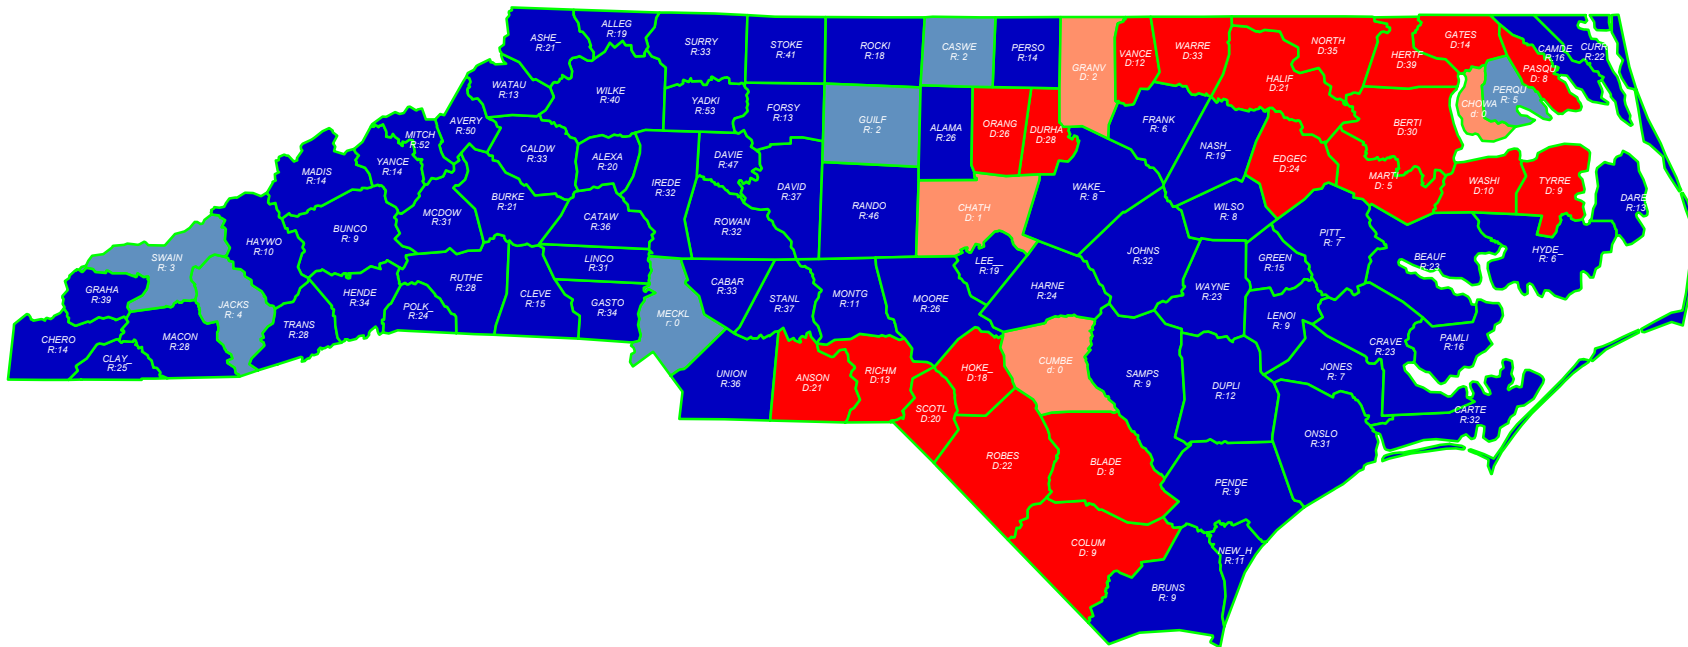 ALLEG
R:19
ASHE_
R:21
SURRY
R:33
STOKE
R:41
ROCKI
R:18
CASWE
R: 2
PERSO
R:14
GRANV
D: 2
VANCE
D:12
WARRE
D:33
NORTH
D:35
HERTF
D:39
GATES
D:14
CAMDE
R:16
CURR
R:22
PASQU
D: 8
PERQU
R: 5
CHOWA
d: 0
HALIF
D:21
BERTI
D:30
WATAU
R:13
WILKE
R:40
YADKI
R:53
FORSY
R:13
GUILF
R: 2
ALAMA
R:26
ORANG
D:26
DURHA
D:28
FRANK
R: 6
NASH_
R:19
EDGEC
D:24
MARTI
D: 5
WASHI
D:10
TYRRE
D: 9
DARE
R:13
AVERY
R:50
MITCH
R:52
YANCE
R:14
MADIS
R:14
CALDW
R:33
ALEXA
R:20
DAVIE
R:47
IREDE
R:32
DAVID
R:37
RANDO
R:46
CHATH
D: 1
WAKE_
R: 8
WILSO
R: 8
PITT_
R: 7
BEAUF
R:23
HYDE_
R: 6
BURKE
R:21
MCDOW
R:31
BUNCO
R: 9
HAYWO
R:10
CATAW
R:36
ROWAN
R:32
JOHNS
R:32
GREEN
R:15
SWAIN
R: 3
GRAHA
R:39
JACKS
R: 4
LINCO
R:31
LEE__
R:19
HARNE
R:24
WAYNE
R:23
LENOI
R: 9
CRAVE
R:23
PAMLI
R:16
RUTHE
R:28
HENDE
R:34
POLK_
R:24
CLEVE
R:15
GASTO
R:34
MECKL
r: 0
CABAR
R:33
STANL
R:37
MONTG
R:11
MOORE
R:26
TRANS
R:28
MACON
R:28
CHERO
R:14
CLAY_
R:25
UNION
R:36
ANSON
D:21
RICHM
D:13
HOKE_
D:18
CUMBE
d: 0
SAMPS
R: 9
DUPLI
R:12
JONES
R: 7
CARTE
R:32
SCOTL
D:20
ONSLO
R:31
ROBES
D:22
BLADE
D: 8
PENDE
R: 9
COLUM
D: 9
NEW_H
R:11
BRUNS
R: 9